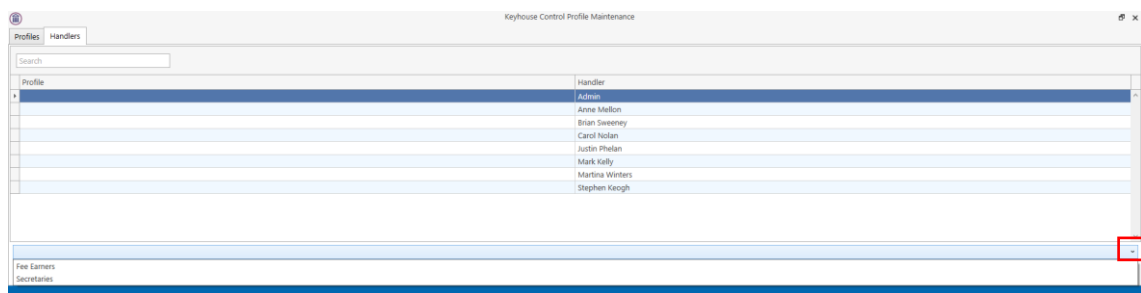 Keyhouse Control Profile Maintenance
Profiles Handlers
Search
Profile Handler
Admin
Anne Mellon
Brian Sweeney
Carol Nolan
Justin Phelan
Mark Kelly
Martina Winters
Stephen Keogh
Fee Earners
Secretaries